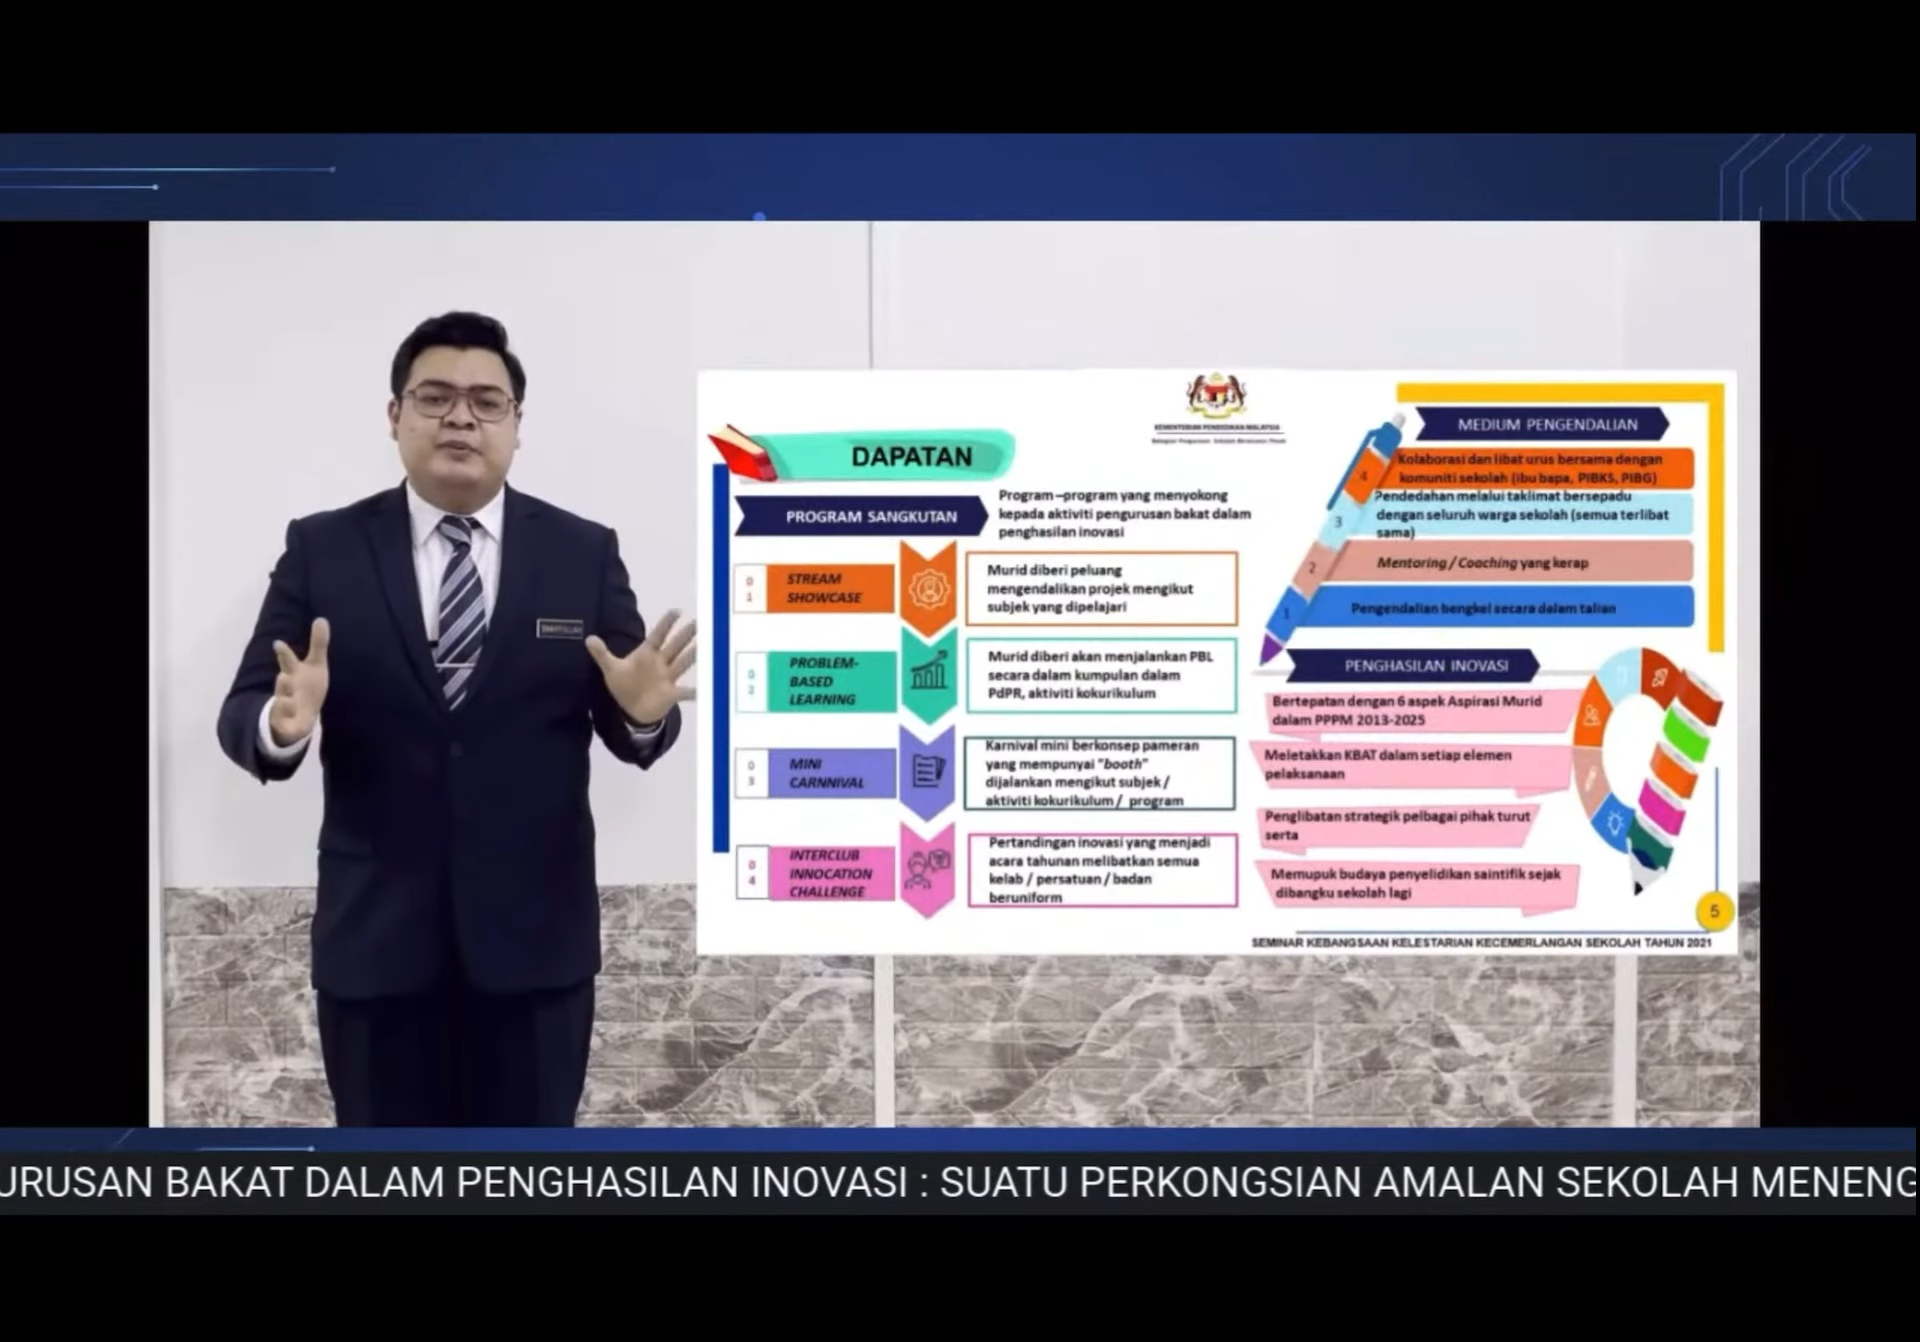 KEMENTERIAN PENDIDIKAN MALAYSIA
DAPATAN
PROGRAM SANGKUTAN
Program –program yang menyokong
kepada aktiviti pengurusan bakat dalam
penghasilan inovasi
0
1
STREAM
SHOWCASE
Murid diberi peluang
mengendalikan projek mengikut
subjek yang dipelajari
0
2
PROBLEM-
BASED
LEARNING
Murid diberi akan menjalankan PBL
secara dalam kumpulan dalam
PdPR, aktiviti kokurikulum
0
3
MINI
CARNNIVAL
Karnival mini berkonsep pameran
yang mempunyai "booth"
dijalankan mengikut subjek /
aktiviti kokurikulum / program
0
4
INTERCLUB
INNOCATION
CHALLENGE
Pertandingan inovasi yang menjadi
acara tahunan melibatkan semua
kelab / persatuan / badan
beruniform
MEDIUM PENGENDALIAN
4
Kolaborasi dan libat urus bersama dengan
komuniti sekolah (ibu bapa, PIBKS, PIBG)
3
Pendedahan melalui taklimat bersepadu
dengan seluruh warga sekolah (semua terlibat
sama)
2
Mentoring / Coaching yang kerap
1
Pengendalian bengkel secara dalam talian
PENGHASILAN INOVASI
Bertepatan dengan 6 aspek Aspirasi Murid
dalam PPPM 2013-2025
Meletakkan KBAT dalam setiap elemen
pelaksanaan
Penglibatan strategik pelbagai pihak turut
serta
Memupuk budaya penyelidikan saintifik sejak
dibangku sekolah lagi
5
SEMINAR KEBANGSAAN KELESTARIAN KECEMERLANGAN SEKOLAH TAHUN 2021
URUSAN BAKAT DALAM PENGHASILAN INOVASI : SUATU PERKONGSIAN AMALAN SEKOLAH MENENG